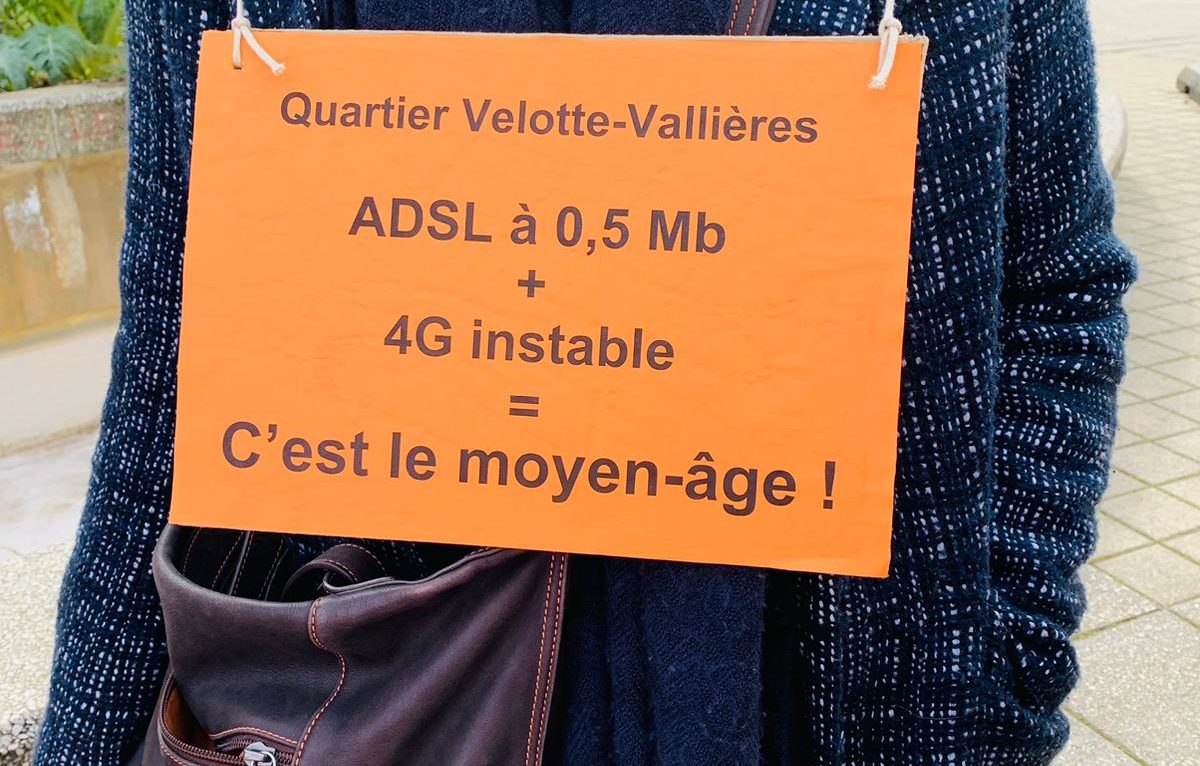 Quartier Velotte-Vallières
ADSL à 0,5 Mb
+
4G instable
=
C’est le moyen-âge !